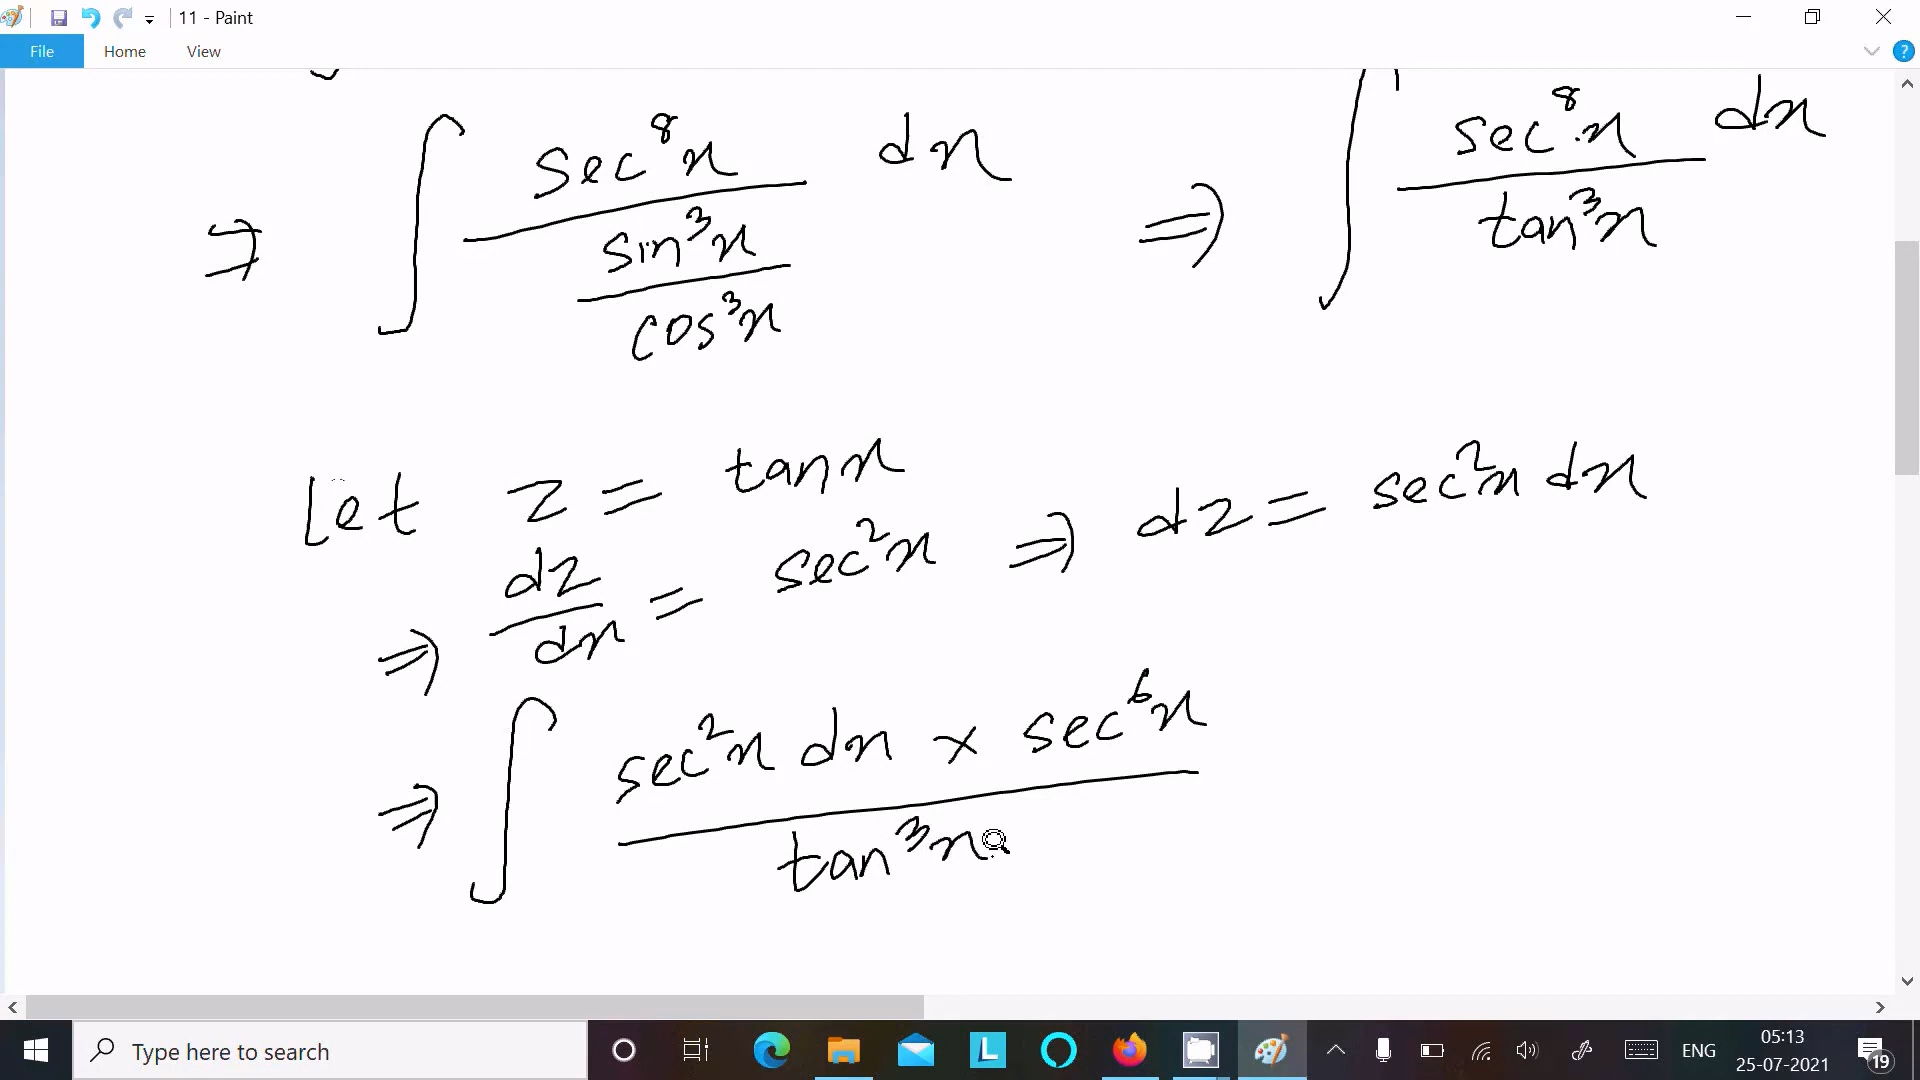 11 - Paint
File Home View
⇒ ∫ sec⁸x / (sin³x / cos³x) dx ⇒ ∫ sec⁸x / tan³x dx
Let z = tanx
⇒ dz/dx = sec²x ⇒ dz = sec²x dx
⇒ ∫ sec²x dx × sec⁶x / tan³x
Type here to search
ENG
05:13
25-07-2021
19